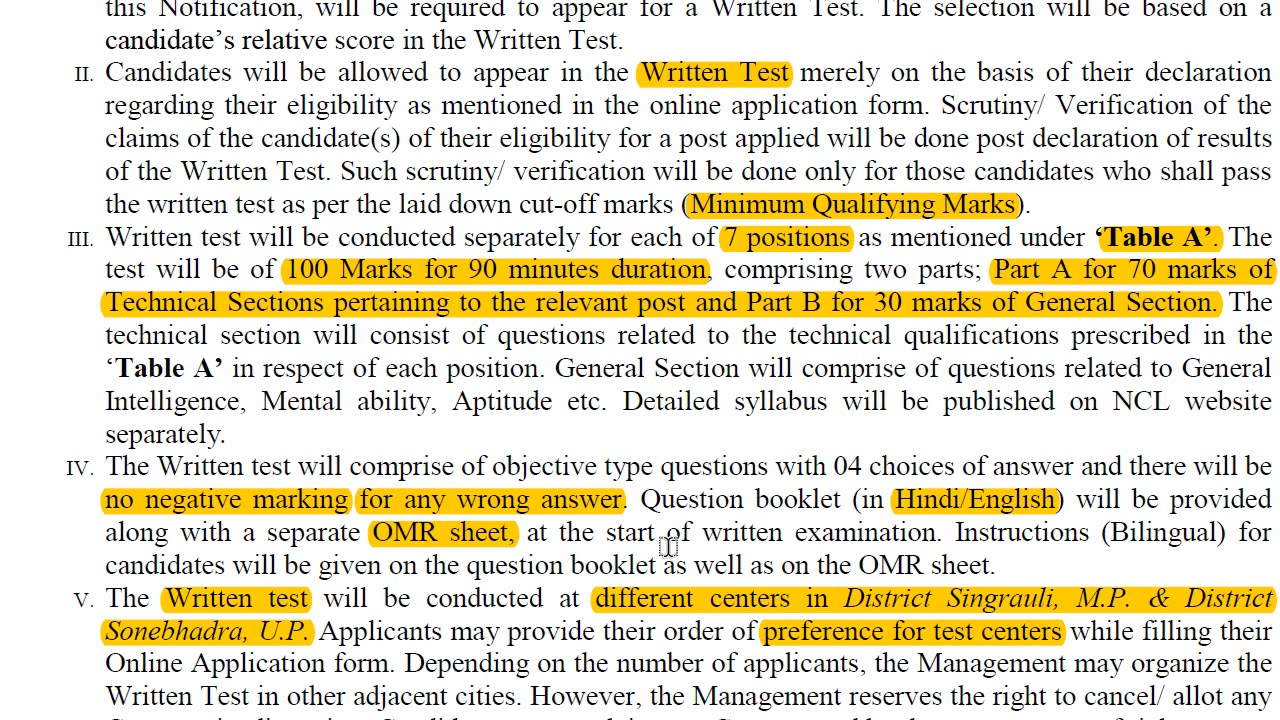 this Notification, will be required to appear for a Written Test. The selection will be based on a
candidate's relative score in the Written Test.
II. Candidates will be allowed to appear in the Written Test merely on the basis of their declaration
regarding their eligibility as mentioned in the online application form. Scrutiny/ Verification of the
claims of the candidate(s) of their eligibility for a post applied will be done post declaration of results
of the Written Test. Such scrutiny/ verification will be done only for those candidates who shall pass
the written test as per the laid down cut-off marks (Minimum Qualifying Marks).
III. Written test will be conducted separately for each of 7 positions as mentioned under ‘Table A’. The
test will be of 100 Marks for 90 minutes duration, comprising two parts; Part A for 70 marks of
Technical Sections pertaining to the relevant post and Part B for 30 marks of General Section. The
technical section will consist of questions related to the technical qualifications prescribed in the
‘Table A’ in respect of each position. General Section will comprise of questions related to General
Intelligence, Mental ability, Aptitude etc. Detailed syllabus will be published on NCL website
separately.
IV. The Written test will comprise of objective type questions with 04 choices of answer and there will be
no negative marking for any wrong answer. Question booklet (in Hindi/English) will be provided
along with a separate OMR sheet, at the start of written examination. Instructions (Bilingual) for
candidates will be given on the question booklet as well as on the OMR sheet.
V. The Written test will be conducted at different centers in District Singrauli, M.P. & District
Sonebhadra, U.P. Applicants may provide their order of preference for test centers while filling their
Online Application form. Depending on the number of applicants, the Management may organize the
Written Test in other adjacent cities. However, the Management reserves the right to cancel/ allot any